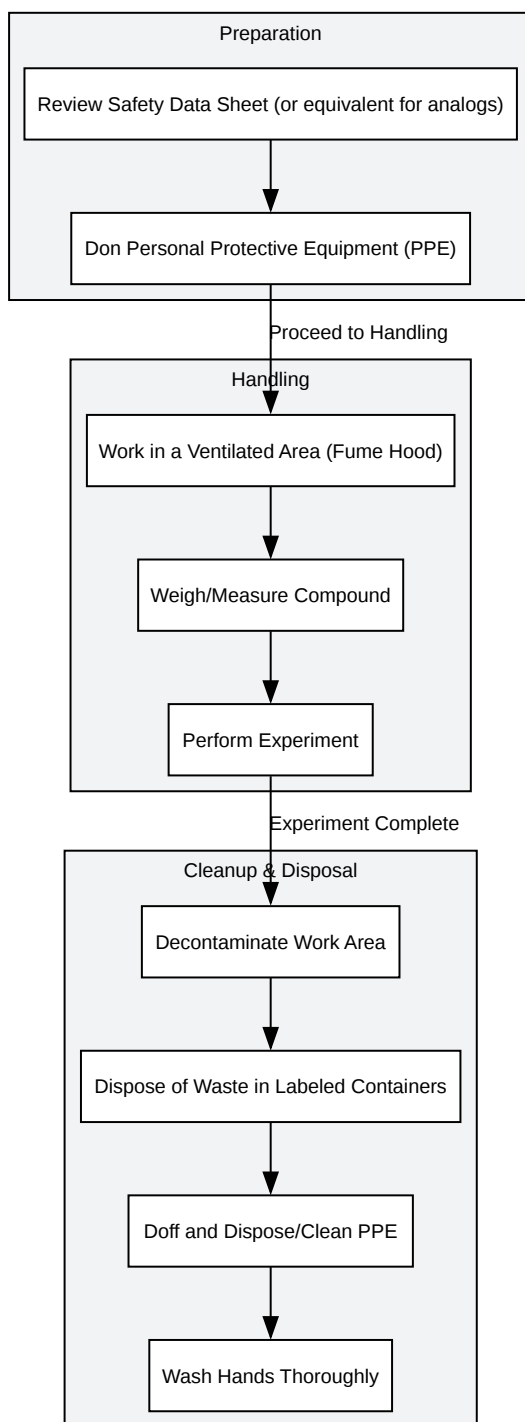 Preparation
Review Safety Data Sheet (or equivalent for analogs)
Don Personal Protective Equipment (PPE)
Proceed to Handling
Handling
Work in a Ventilated Area (Fume Hood)
Weigh/Measure Compound
Perform Experiment
Experiment Complete
Cleanup & Disposal
Decontaminate Work Area
Dispose of Waste in Labeled Containers
Doff and Dispose/Clean PPE
Wash Hands Thoroughly